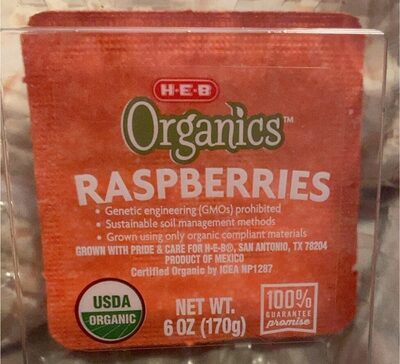 H-E-B
Organics™
RASPBERRIES
• Genetic engineering (GMOs) prohibited
• Sustainable soil management methods
• Grown using only organic compliant materials
GROWN WITH PRIDE & CARE FOR H-E-B®, SAN ANTONIO, TX 78204
PRODUCT OF MEXICO
Certified Organic by ICEA NP1287
USDA
ORGANIC
NET WT.
6 OZ (170g)
100%
GUARANTEE
promise